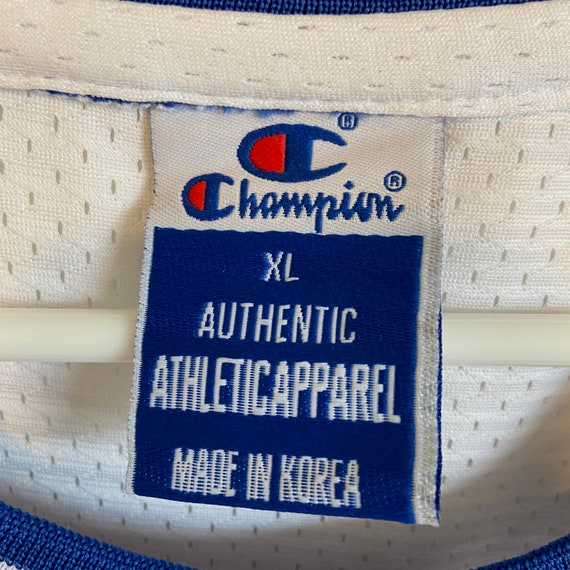 ®
Champion®
XL
AUTHENTIC
ATHLETICAPPAREL
MADE IN KOREA